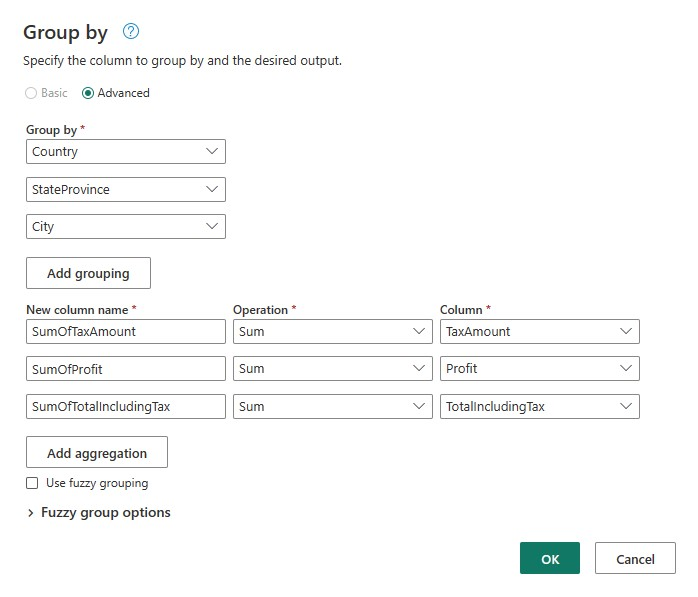 Group by ?
Specify the column to group by and the desired output.
Basic Advanced
Group by *
Country
StateProvince
City
Add grouping
New column name * Operation * Column *
SumOfTaxAmount Sum TaxAmount
SumOfProfit Sum Profit
SumOfTotalIncludingTax Sum TotalIncludingTax
Add aggregation
Use fuzzy grouping
Fuzzy group options
OK Cancel